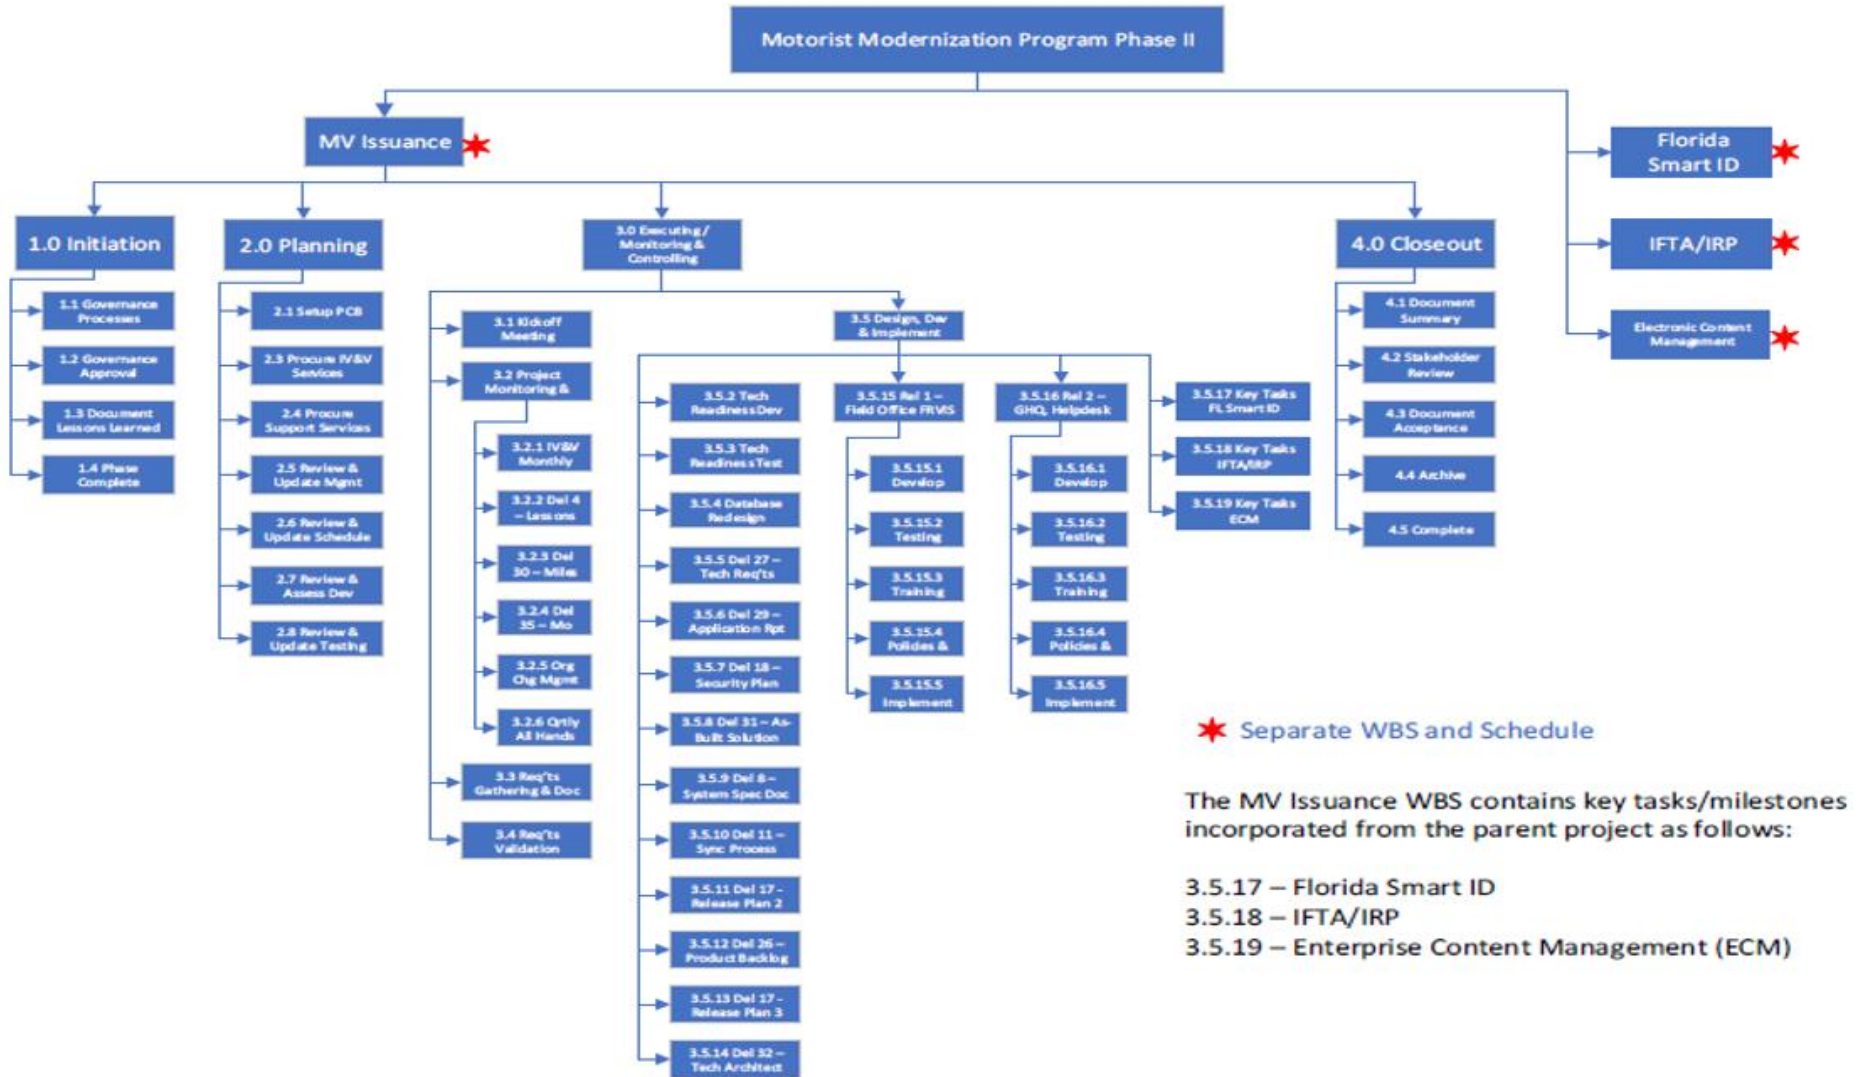 Motorist Modernization Program Phase II
MV Issuance
Florida
Smart ID
IFTA/IRP
Electronic Content
Management
1.0 Initiation
1.1 Governance
Processes
1.2 Governance
Approval
1.3 Document
Lessons Learned
1.4 Phase
Complete
2.0 Planning
2.1 Setup PCB
2.3 Procure IV&V
Services
2.4 Procure
Support Services
2.5 Review &
Update Mgmt
2.6 Review &
Update Schedule
2.7 Review &
Assess Dev
2.8 Review &
Update Testing
3.0 Executing/
Monitoring &
Controlling
3.1 Kickoff
Meeting
3.2 Project
Monitoring &
3.2.1 IV&V
Monthly
3.2.2 Del 4
– Lessons
3.2.3 Del
30 – Miles
3.2.4 Del
35 – Mo
3.2.5 Org
Chg Mgmt
3.2.6 Qrtly
All Hands
3.3 Req'ts
Gathering & Doc
3.4 Req'ts
Validation
3.5 Design, Dev
& Implement
3.5.2 Tech
Readiness Dev
3.5.3 Tech
Readiness Test
3.5.4 Database
Redesign
3.5.5 Del 27 –
Tech Req'ts
3.5.6 Del 29 –
Application Rpt
3.5.7 Del 18 –
Security Plan
3.5.8 Del 31 – As-
Built Solution
3.5.9 Del 8 –
System Spec Doc
3.5.10 Del 11 –
Sync Process
3.5.11 Del 17 -
Release Plan 2
3.5.12 Del 26 –
Product Backlog
3.5.13 Del 17 -
Release Plan 3
3.5.14 Del 32 –
Tech Architect
3.5.15 Rel 1 –
Field Office FRVIS
3.5.15.1
Develop
3.5.15.2
Testing
3.5.15.3
Training
3.5.15.4
Policies &
3.5.15.5
Implement
3.5.16 Rel 2 –
GHQ, Helpdesk
3.5.16.1
Develop
3.5.16.2
Testing
3.5.16.3
Training
3.5.16.4
Policies &
3.5.16.5
Implement
3.5.17 Key Tasks
FL Smart ID
3.5.18 Key Tasks
IFTA/IRP
3.5.19 Key Tasks
ECM
4.0 Closeout
4.1 Document
Summary
4.2 Stakeholder
Review
4.3 Document
Acceptance
4.4 Archive
4.5 Complete
Separate WBS and Schedule
The MV Issuance WBS contains key tasks/milestones
incorporated from the parent project as follows:
3.5.17 – Florida Smart ID
3.5.18 – IFTA/IRP
3.5.19 – Enterprise Content Management (ECM)